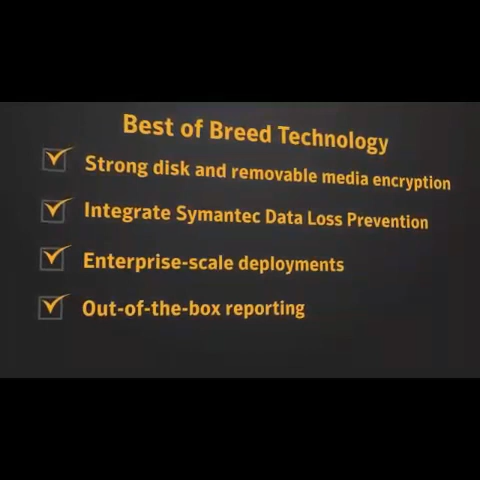 Best of Breed Technology
Strong disk and removable media encryption
Integrate Symantec Data Loss Prevention
Enterprise-scale deployments
Out-of-the-box reporting